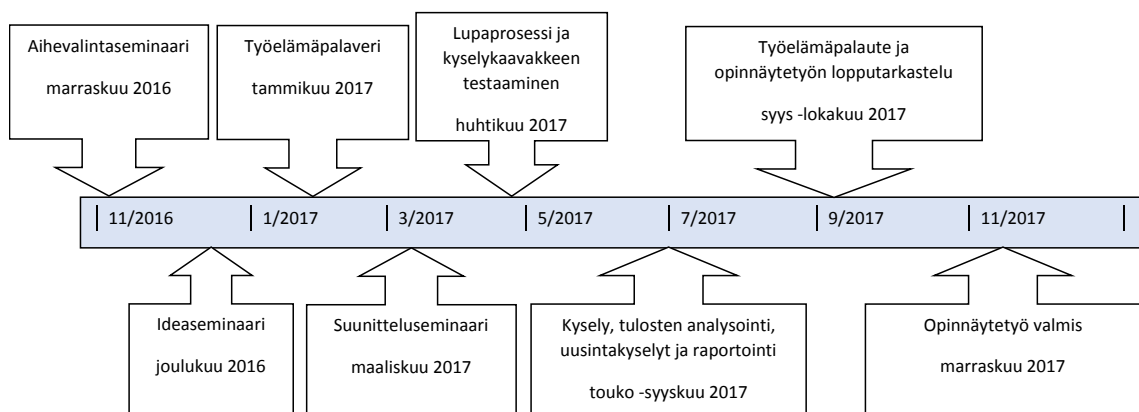 Aihevalintaseminaari
marraskuu 2016
Työelämäpalaveri
tammikuu 2017
Lupaprosessi ja
kyselykaavakkeen
testaaminen
huhtikuu 2017
Työelämäpalaute ja
opinnäytetyön lopputarkastelu
syys -lokakuu 2017
11/2016
1/2017
3/2017
5/2017
7/2017
9/2017
11/2017
Ideaseminaari
joulukuu 2016
Suunnitteluseminaari
maaliskuu 2017
Kysely, tulosten analysointi,
uusintakyselyt ja raportointi
touko -syyskuu 2017
Opinnäytetyö valmis
marraskuu 2017